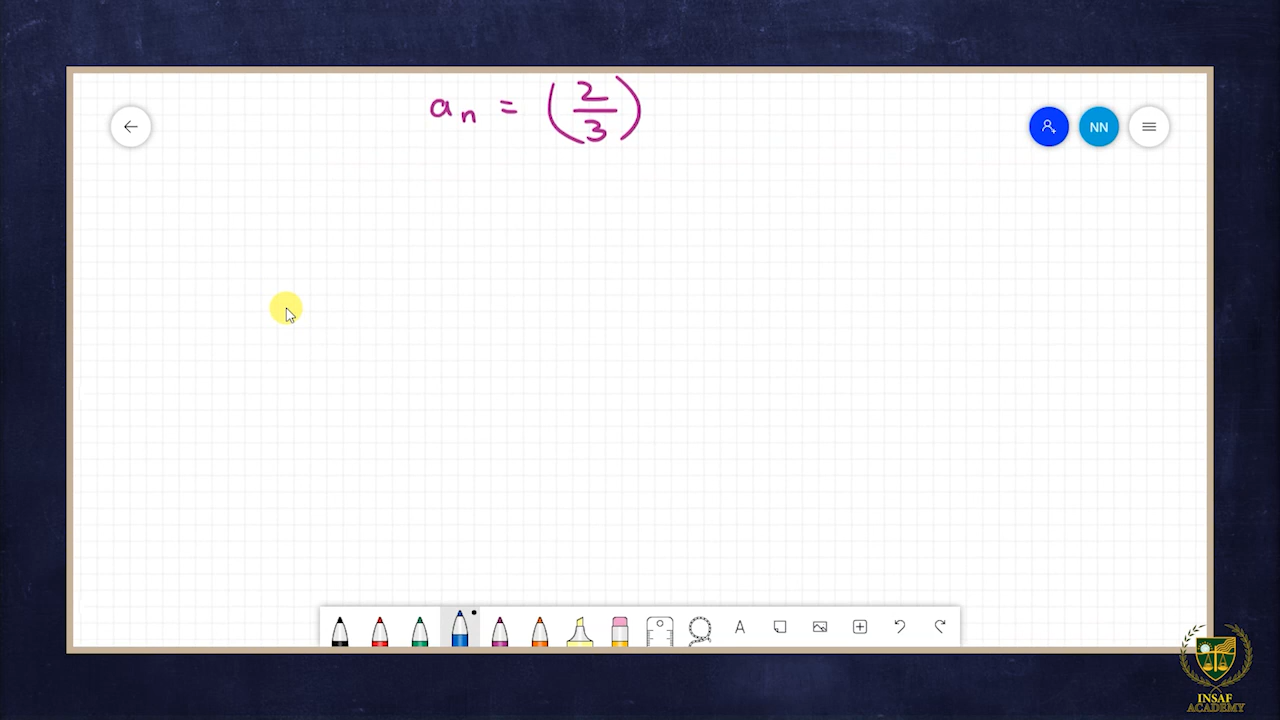 aₙ = (2/3)
NN
A
INSAF
ACADEMY